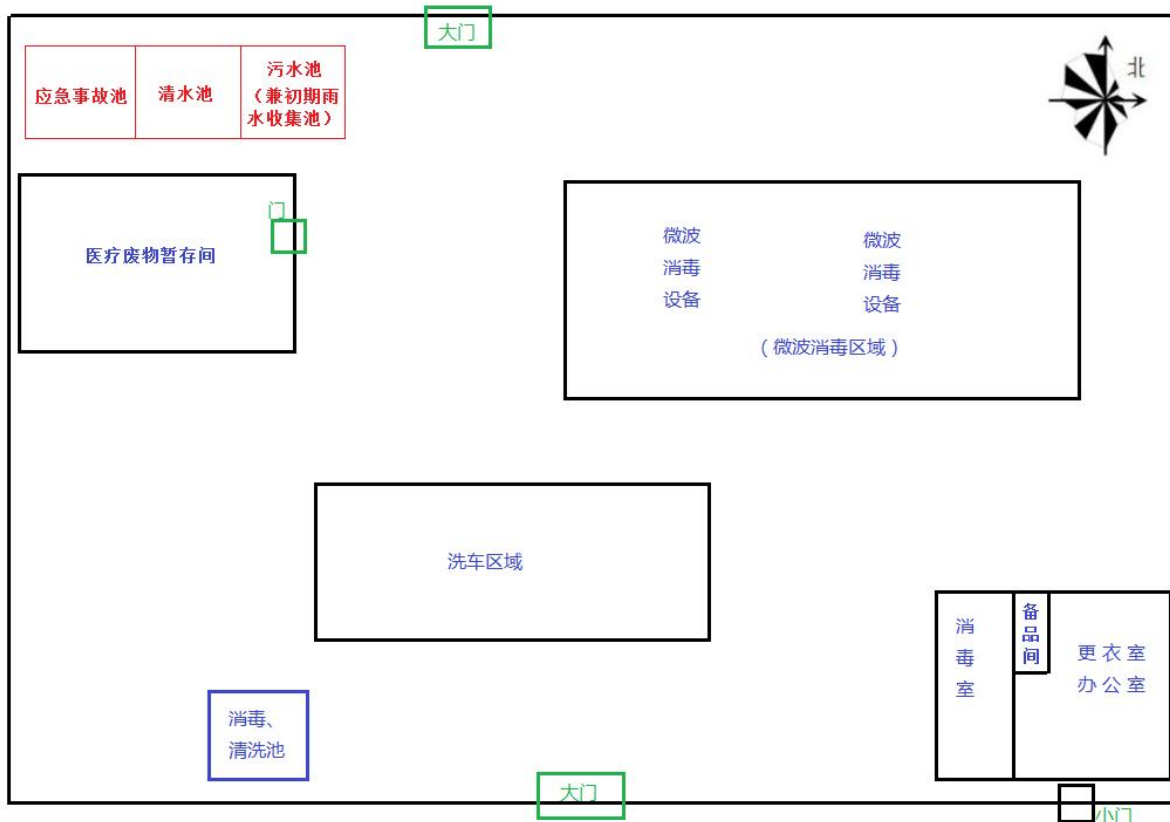 大门
北
应急事故池
清水池
污水池
（兼初期雨
水收集池）
门
医疗废物暂存间
微波
消毒
设备
微波
消毒
设备
（微波消毒区域）
洗车区域
消
毒
室
备
品
间
更衣室
办公室
消毒、
清洗池
大门
小门